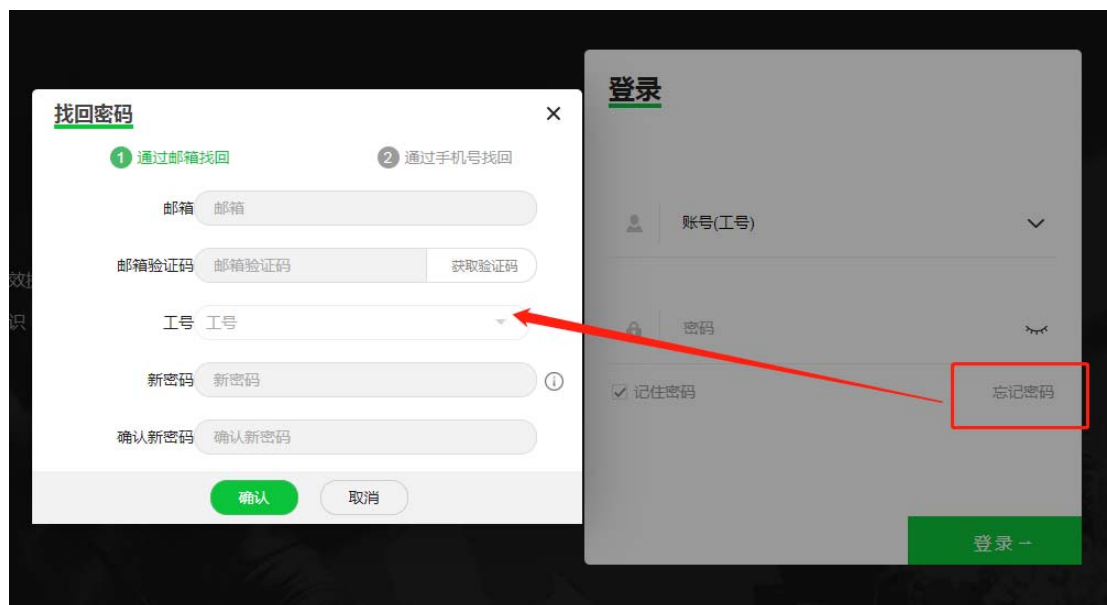 登录
找回密码
1 通过邮箱找回
2 通过手机号找回
邮箱 邮箱
账号(工号)
邮箱验证码 邮箱验证码 获取验证码
识
工号 工号
密码
新密码 新密码
记住密码
忘记密码
确认新密码 确认新密码
确认
取消
登录